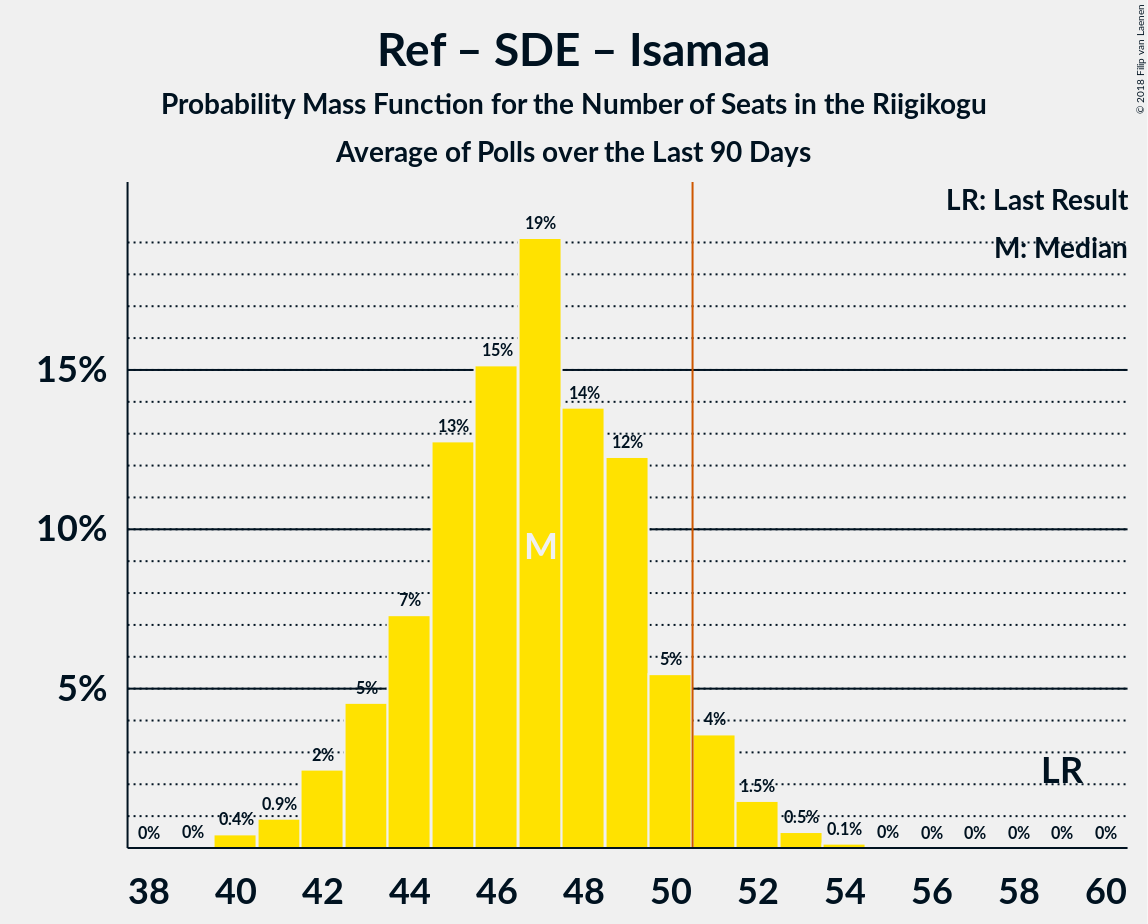 Ref – SDE – Isamaa
Probability Mass Function for the Number of Seats in the Riigikogu
Average of Polls over the Last 90 Days
© 2018 Filip van Laenen
LR: Last Result
M: Median
19%
15%
15%
14%
13%
12%
10%
M
7%
5%
5%
5%
4%
2%
LR
1.5%
0.9%
0.4%
0.5%
0.1%
0% 0% 0% 0% 0% 0% 0% 0%
38 40 42 44 46 48 50 52 54 56 58 60